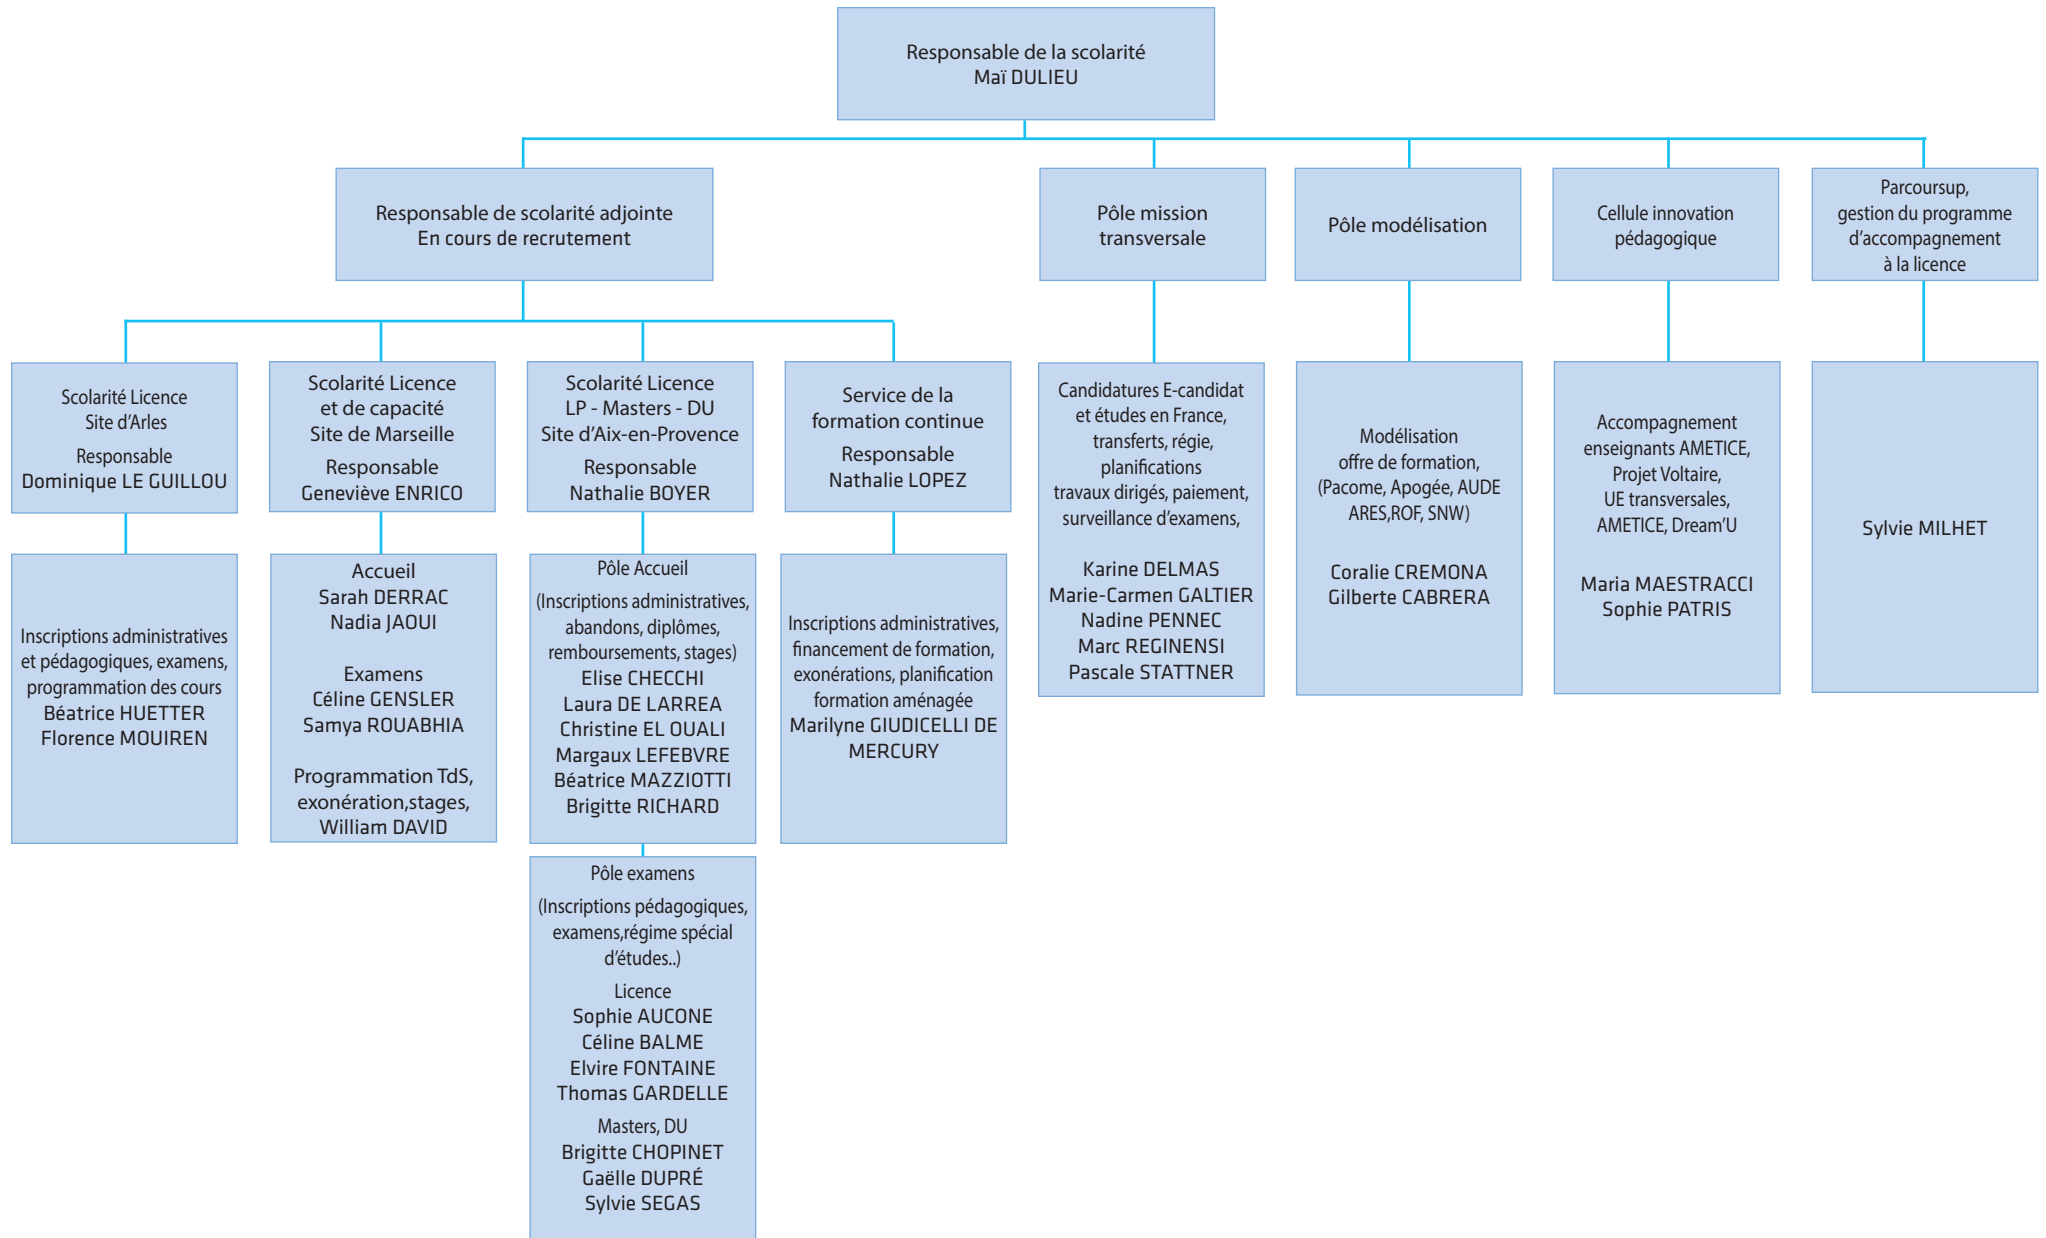 Responsable de la scolarité
Maï DULIEU
Responsable de scolarité adjointe
En cours de recrutement
Pôle mission
transversale
Pôle modélisation
Cellule innovation
pédagogique
Parcoursup,
gestion du programme
d’accompagnement
à la licence
Scolarité Licence
Site d’Arles
Responsable
Dominique LE GUILLOU
Scolarité Licence
et de capacité
Site de Marseille
Responsable
Geneviève ENRICO
Scolarité Licence
LP - Masters - DU
Site d’Aix-en-Provence
Responsable
Nathalie BOYER
Service de la
formation continue
Responsable
Nathalie LOPEZ
Candidatures E-candidat
et études en France,
transferts, régie,
planifications
travaux dirigés, paiement,
surveillance d’examens,
Karine DELMAS
Marie-Carmen GALTIER
Nadine PENNEC
Marc REGINENSI
Pascale STATTNER
Modélisation
offre de formation,
(Pacome, Apogée, AUDE
ARES,ROF, SNW)
Coralie CREMONA
Gilberte CABRERA
Accompagnement
enseignants AMETICE,
Projet Voltaire,
UE transversales,
AMETICE, Dream’U
Maria MAESTRACCI
Sophie PATRIS
Sylvie MILHET
Inscriptions administratives
et pédagogiques, examens,
programmation des cours
Béatrice HUETTER
Florence MOUIREN
Accueil
Sarah DERRAC
Nadia JAOUI
Examens
Céline GENSLER
Samya ROUABHIA
Programmation TdS,
exonération,stages,
William DAVID
Pôle Accueil
(Inscriptions administratives,
abandons, diplômes,
remboursements, stages)
Elise CHECCHI
Laura DE LARREA
Christine EL OUALI
Margaux LEFEBVRE
Béatrice MAZZIOTTI
Brigitte RICHARD
Inscriptions administratives,
financement de formation,
exonérations, planification
formation aménagée
Marilyne GIUDICELLI DE
MERCURY
Pôle examens
(Inscriptions pédagogiques,
examens,régime spécial
d’études..)
Licence
Sophie AUCONE
Céline BALME
Elvire FONTAINE
Thomas GARDELLE
Masters, DU
Brigitte CHOPINET
Gaëlle DUPRÉ
Sylvie SEGAS